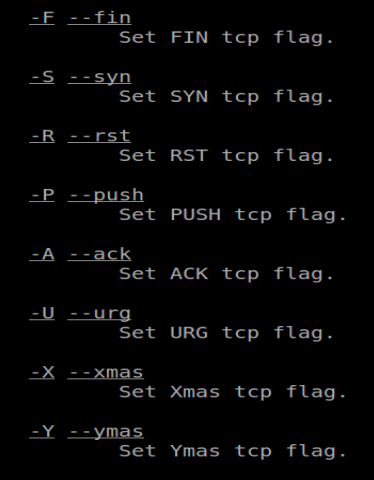 -F --fin
Set FIN tcp flag.
-S --syn
Set SYN tcp flag.
-R --rst
Set RST tcp flag.
-P --push
Set PUSH tcp flag.
-A --ack
Set ACK tcp flag.
-U --urg
Set URG tcp flag.
-X --xmas
Set Xmas tcp flag.
-Y --ymas
Set Ymas tcp flag.